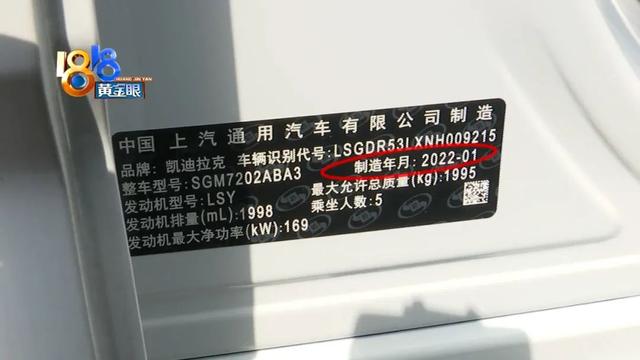 1818
HUANG JIN YAN
黄金眼
中国 上汽通用汽车有限公司制造
品牌: 凯迪拉克 车辆识别代号: LSGDR53LXNH009215
整车型号: SGM7202ABA3 制造年月: 2022-01
发动机型号: LSY 最大允许总质量(kg): 1995
发动机排量(mL): 1998 乘坐人数: 5
发动机最大净功率(kW): 169